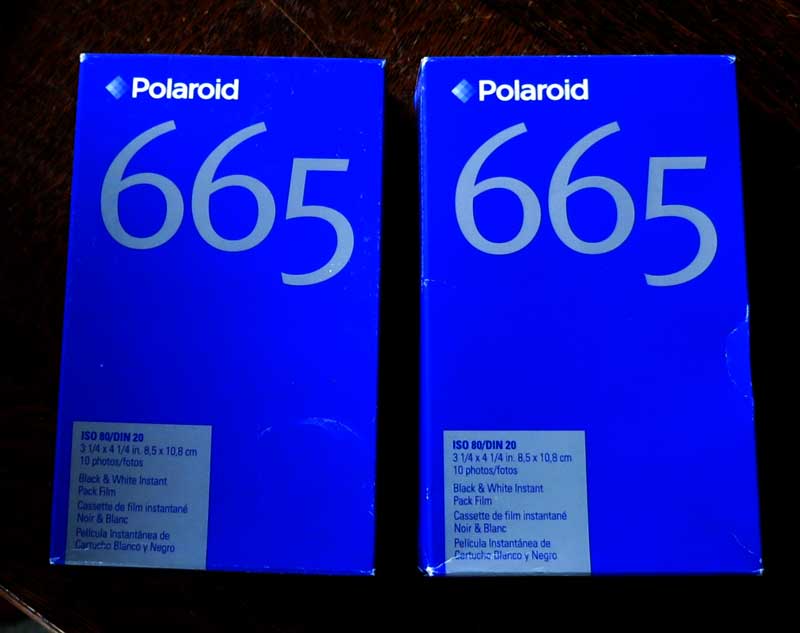 Polaroid
665
ISO 80/DIN 20
3 1/4 x 4 1/4 in. 8,5 x 10,8 cm
10 photos/fotos
Black & White Instant
Pack Film
Cassette de film instantané
Noir & Blanc
Película Instantánea de
Cartucho Blanco y Negro
Polaroid
665
ISO 80/DIN 20
3 1/4 x 4 1/4 in. 8,5 x 10,8 cm
10 photos/fotos
Black & White Instant
Pack Film
Cassette de film instantané
Noir & Blanc
Película Instantánea de
Cartucho Blanco y Negro